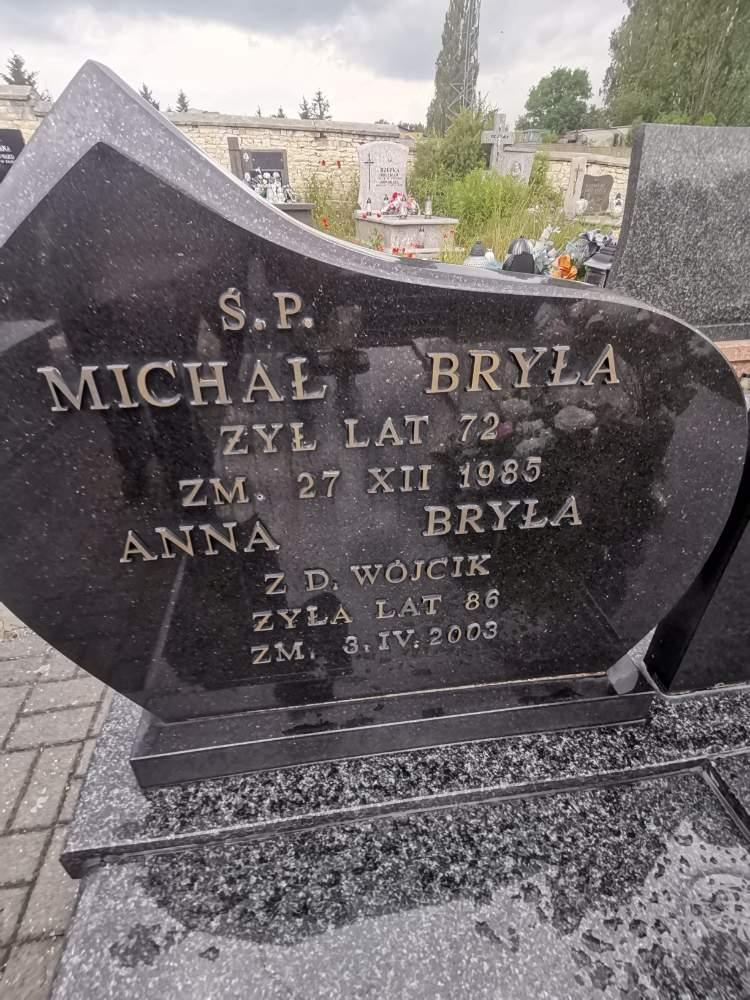 Ś.P.
MICHAŁ BRYŁA
ŻYŁ LAT 72
ZM. 27 XII 1985
ANNA BRYŁA
Z D. WÓJCIK
ŻYŁA LAT 86
ZM. 3.IV.2003
RZEPKA